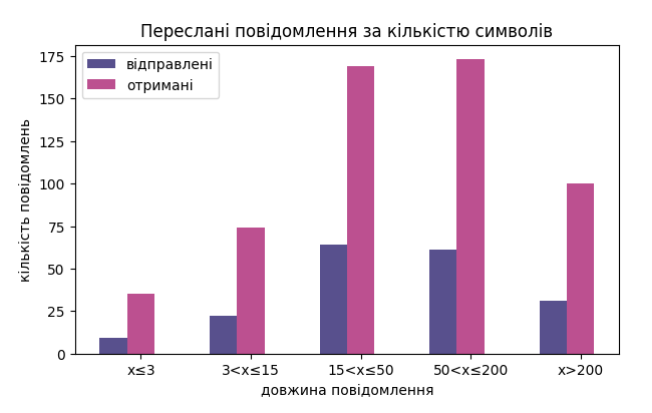 Переслані повідомлення за кількістю символів
відправлені
отримані
кількість повідомлень
175
150
125
100
75
50
25
0
x≤3 3<x≤15 15<x≤50 50<x≤200 x>200
довжина повідомлення